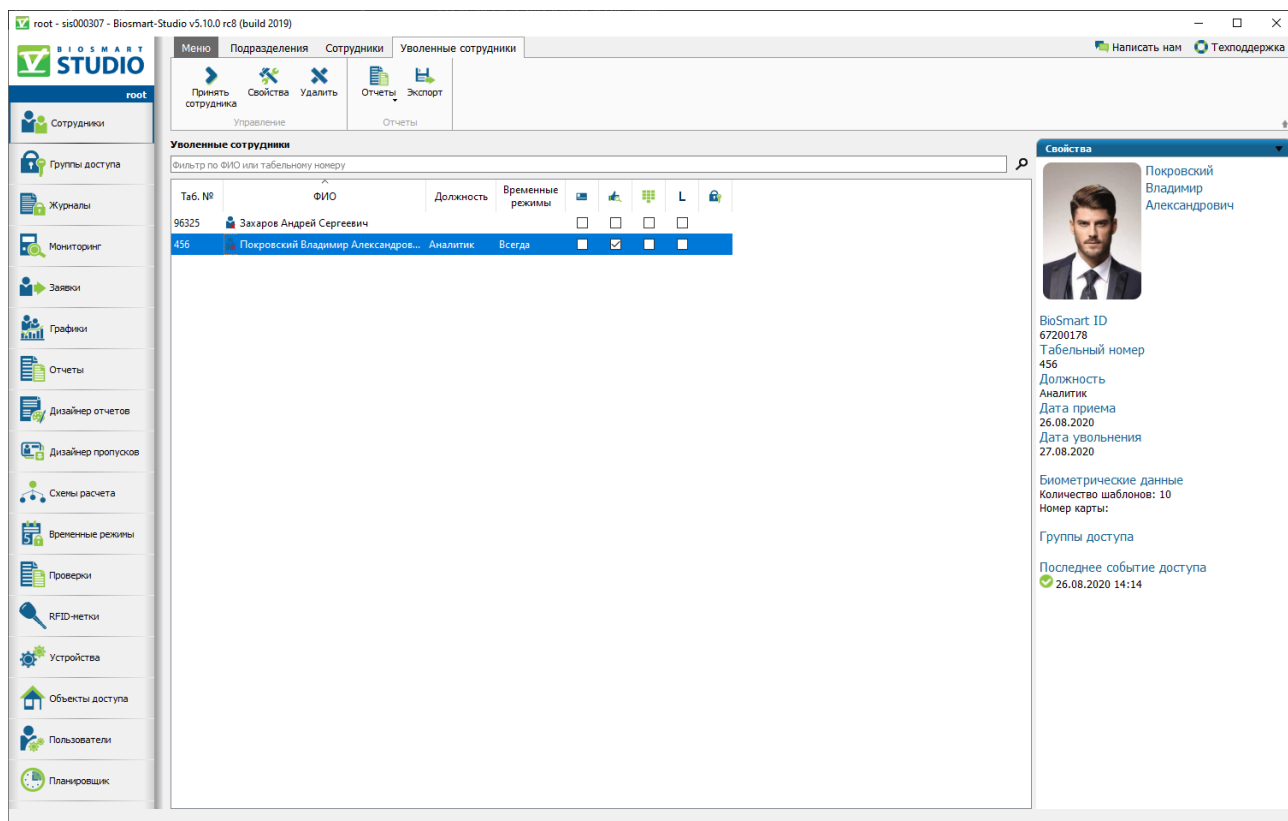 root - sis000307 - Biosmart-Studio v5.10.0 rc8 (build 2019)
BIOSMART
STUDIO
root
Меню
Подразделения
Сотрудники
Уволенные сотрудники
Написать нам
Техподдержка
Принять сотрудника
Свойства
Удалить
Отчеты
Экспорт
Управление
Отчеты
Сотрудники
Группы доступа
Журналы
Мониторинг
Заявки
Графики
Отчеты
Дизайнер отчетов
Дизайнер пропусков
Схемы расчета
Временные режимы
Проверки
RFID-метки
Устройства
Объекты доступа
Пользователи
Планировщик
Уволенные сотрудники
Фильтр по ФИО или табельному номеру
Таб. № ФИО Должность Временные режимы L
96325 Захаров Андрей Сергеевич
456 Покровский Владимир Александров... Аналитик Всегда
Свойства
Покровский
Владимир
Александрович
BioSmart ID
67200178
Табельный номер
456
Должность
Аналитик
Дата приема
26.08.2020
Дата увольнения
27.08.2020
Биометрические данные
Количество шаблонов: 10
Номер карты:
Группы доступа
Последнее событие доступа
26.08.2020 14:14